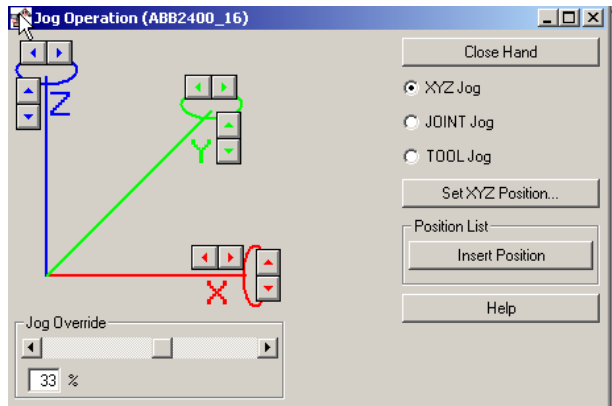 Jog Operation (ABB2400_16)
Close Hand
XYZ Jog
JOINT Jog
TOOL Jog
Set XYZ Position...
Position List
Insert Position
Help
Z
Y
X
Jog Override
33 %